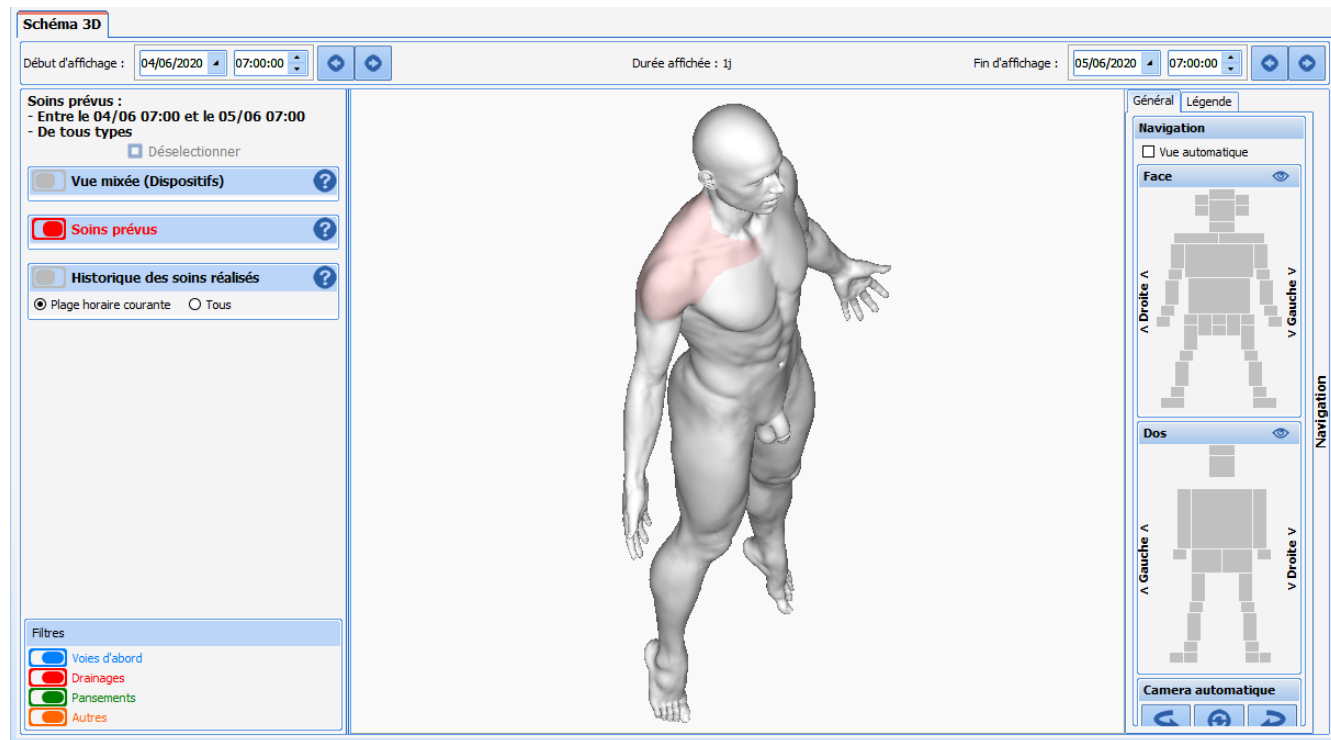 Schéma 3D
Début d'affichage : 04/06/2020 07:00:00 Durée affichée : 1j Fin d'affichage : 05/06/2020 07:00:00
Soins prévus :
- Entre le 04/06 07:00 et le 05/06 07:00
- De tous types
Déselectionner
Vue mixée (Dispositifs) ?
Soins prévus ?
Historique des soins réalisés ?
Plage horaire courante Tous
Filtres
Voies d'abord
Drainages
Pansements
Autres
Général Légende
Navigation
Vue automatique
Face
< Droite <
> Gauche >
Dos
< Gauche <
> Droite >
Camera automatique
Navigation